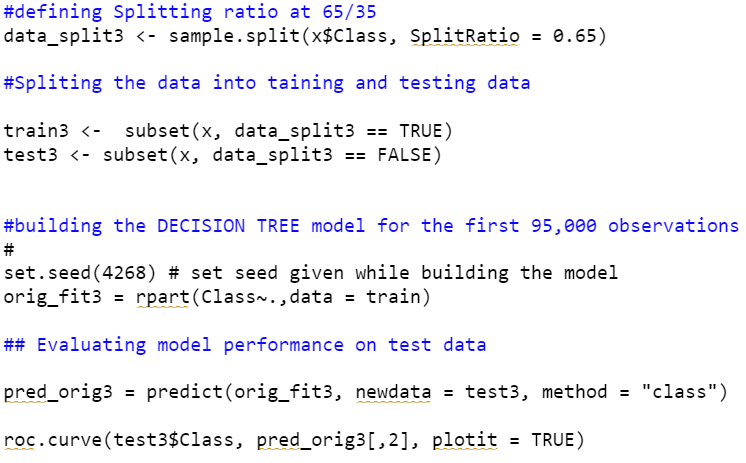 #defining Splitting ratio at 65/35
data_split3 <- sample.split(x$Class, SplitRatio = 0.65)
#Spliting the data into taining and testing data
train3 <-  subset(x, data_split3 == TRUE)
test3 <- subset(x, data_split3 == FALSE)
#building the DECISION TREE model for the first 95,000 observations
#
set.seed(4268) # set seed given while building the model
orig_fit3 = rpart(Class~.,data = train)
## Evaluating model performance on test data
pred_orig3 = predict(orig_fit3, newdata = test3, method = "class")
roc.curve(test3$Class, pred_orig3[,2], plotit = TRUE)